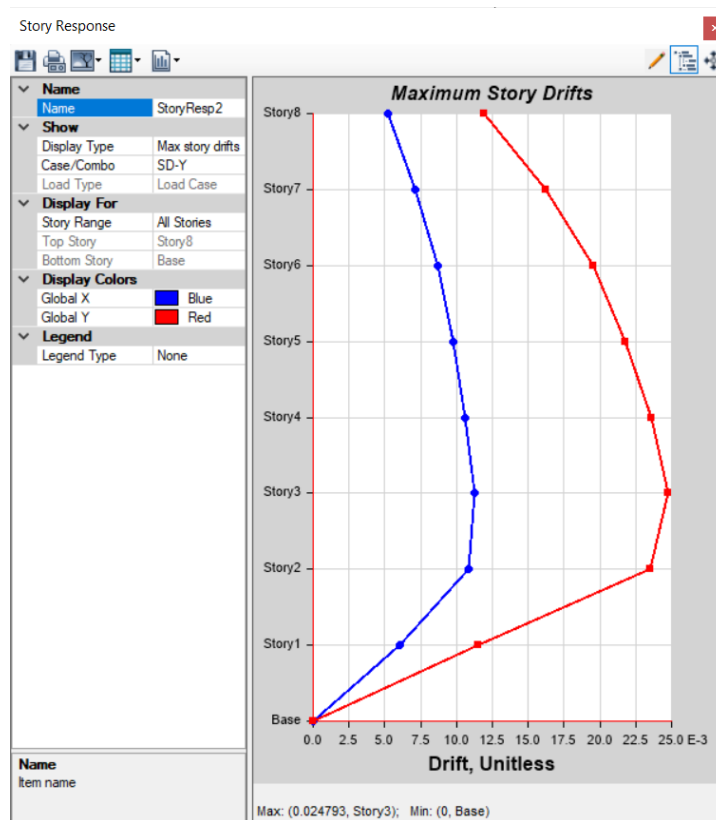 Story Response
Name
Name StoryResp2
Show
Display Type Max story drifts
Case/Combo SD-Y
Load Type Load Case
Display For
Story Range All Stories
Top Story Story8
Bottom Story Base
Display Colors
Global X Blue
Global Y Red
Legend
Legend Type None
Name
Item name
Maximum Story Drifts
Story8
Story7
Story6
Story5
Story4
Story3
Story2
Story1
Base
0.0 2.5 5.0 7.5 10.0 12.5 15.0 17.5 20.0 22.5 25.0 E-3
Drift, Unitless
Max: (0.024793, Story3); Min: (0, Base)